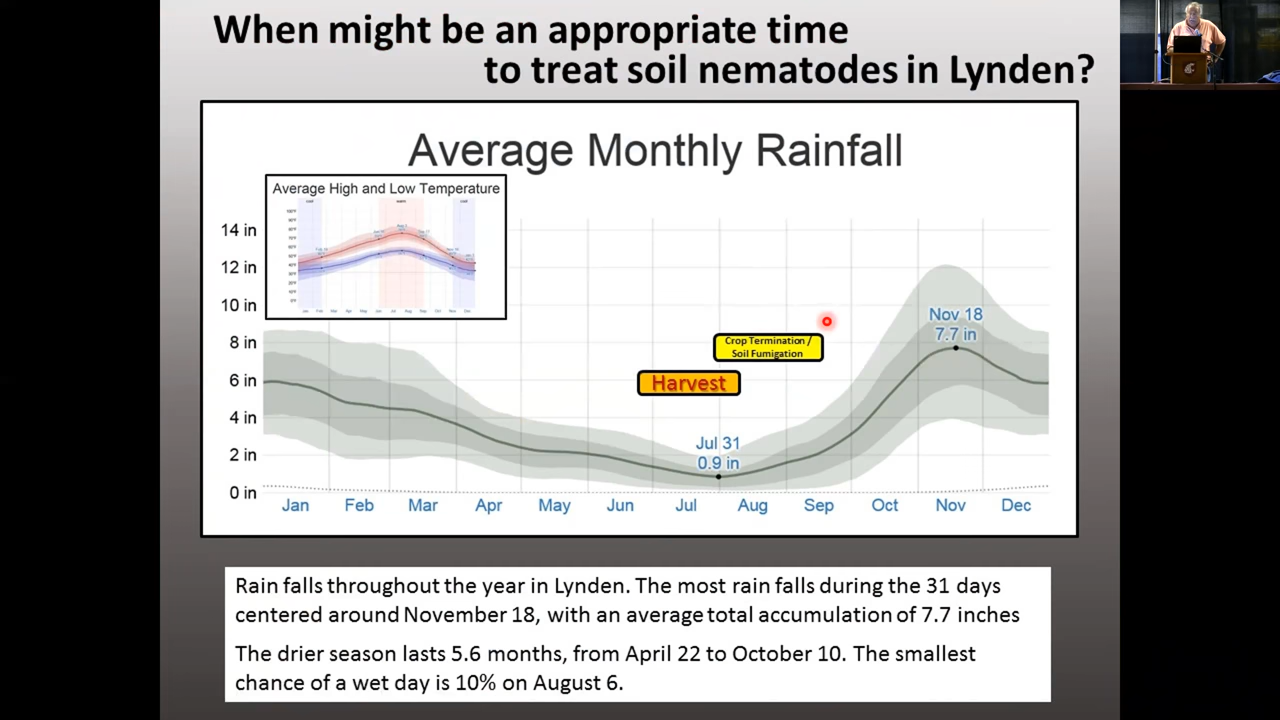 When might be an appropriate time
to treat soil nematodes in Lynden?
Average Monthly Rainfall
Average High and Low Temperature
14 in
12 in
10 in
8 in
6 in
4 in
2 in
0 in
Nov 18
7.7 in
Crop Termination /
Soil Fumigation
Harvest
Jul 31
0.9 in
Jan Feb Mar Apr May Jun Jul Aug Sep Oct Nov Dec
Rain falls throughout the year in Lynden. The most rain falls during the 31 days
centered around November 18, with an average total accumulation of 7.7 inches
The drier season lasts 5.6 months, from April 22 to October 10. The smallest
chance of a wet day is 10% on August 6.